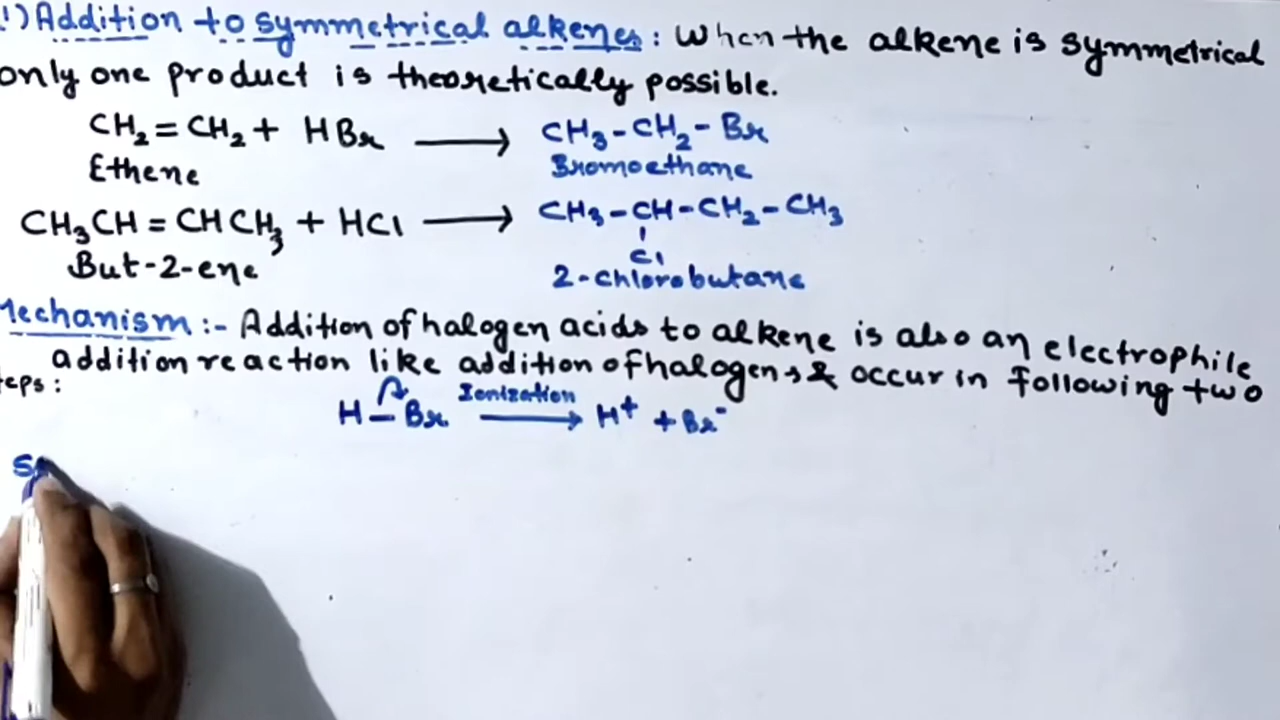 1) Addition to symmetrical alkenes : When the alkene is symmetrical
only one product is theoretically possible.
CH₂=CH₂ + HBr ⟶ CH₃-CH₂-Br
Ethene Bromoethane
CH₃CH=CHCH₃ + HCl ⟶ CH₃-CH-CH₂-CH₃
Cl
But-2-ene 2-chlorobutane
Mechanism :- Addition of halogen acids to alkene is also an electrophile
addition reaction like addition of halogens & occur in following two
teps :
Ionization
H-Br ⟶ H⁺ + Br⁻